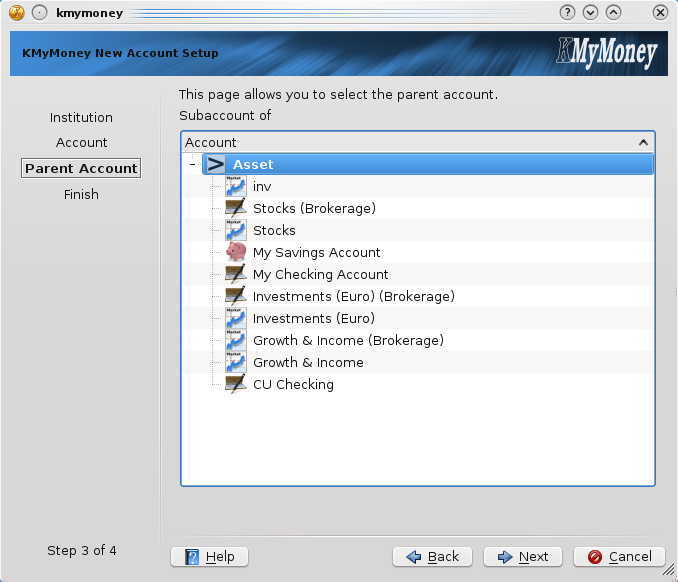 kmymoney
KMyMoney New Account Setup
KMyMoney
Institution
Account
Parent Account
Finish
Step 3 of 4
This page allows you to select the parent account.
Subaccount of
Account
Asset
inv
Stocks (Brokerage)
Stocks
My Savings Account
My Checking Account
Investments (Euro) (Brokerage)
Investments (Euro)
Growth & Income (Brokerage)
Growth & Income
CU Checking
Help
Back
Next
Cancel